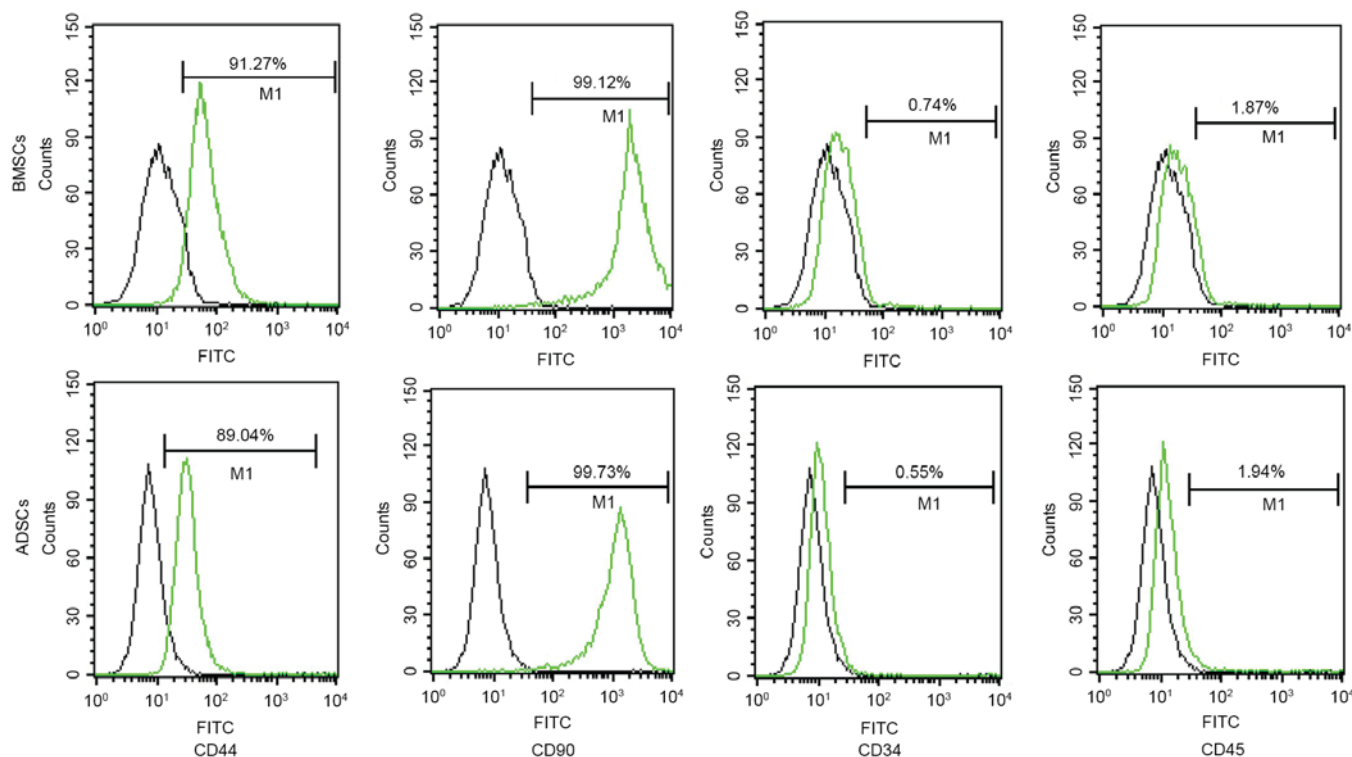 BMSCs
Counts
150
120
90
60
30
0
91.27%
M1
10⁰ 10¹ 10² 10³ 10⁴
FITC
Counts
150
120
90
60
30
0
99.12%
M1
10⁰ 10¹ 10² 10³ 10⁴
FITC
Counts
150
120
90
60
30
0
0.74%
M1
10⁰ 10¹ 10² 10³ 10⁴
FITC
Counts
150
120
90
60
30
0
1.87%
M1
10⁰ 10¹ 10² 10³ 10⁴
FITC
ADSCs
Counts
150
120
90
60
30
0
89.04%
M1
10⁰ 10¹ 10² 10³ 10⁴
FITC
CD44
Counts
150
120
90
60
30
0
99.73%
M1
10⁰ 10¹ 10² 10³ 10⁴
FITC
CD90
Counts
150
120
90
60
30
0
0.55%
M1
10⁰ 10¹ 10² 10³ 10⁴
FITC
CD34
Counts
150
120
90
60
30
0
1.94%
M1
10⁰ 10¹ 10² 10³ 10⁴
FITC
CD45